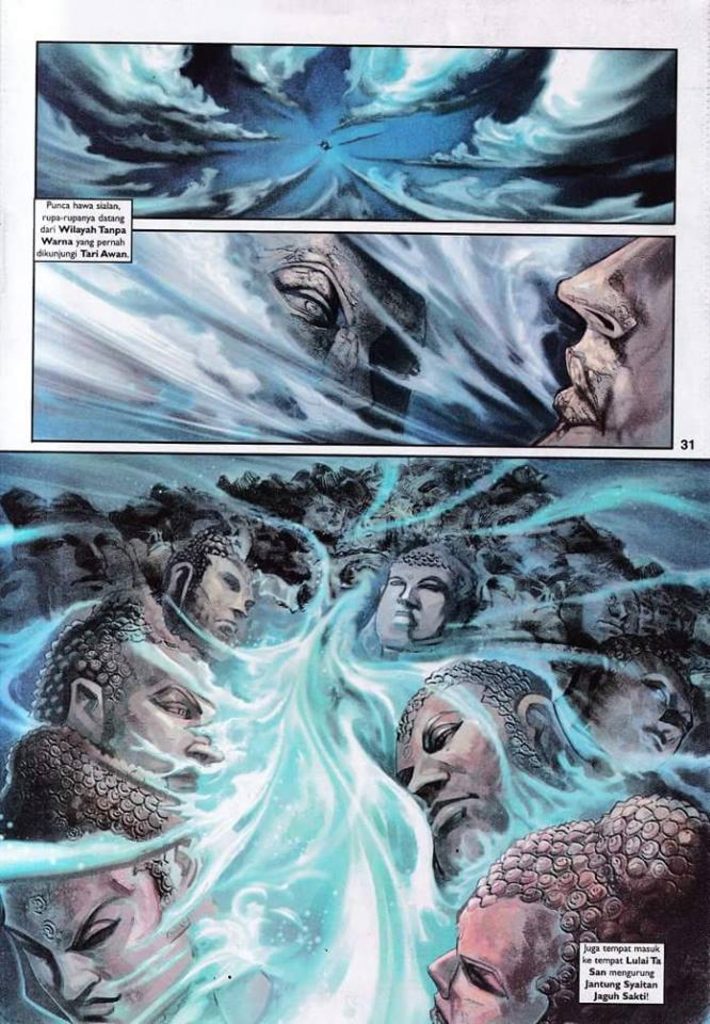 Punca hawa sialan,
rupa-rupanya datang
dari Wilayah Tanpa
Warna yang pernah
dikunjungi Tari Awan.
31
Juga tempat masuk
ke tempat Lulai Ta
San mengurung
Jantung Syaitan
Jaguh Sakti!